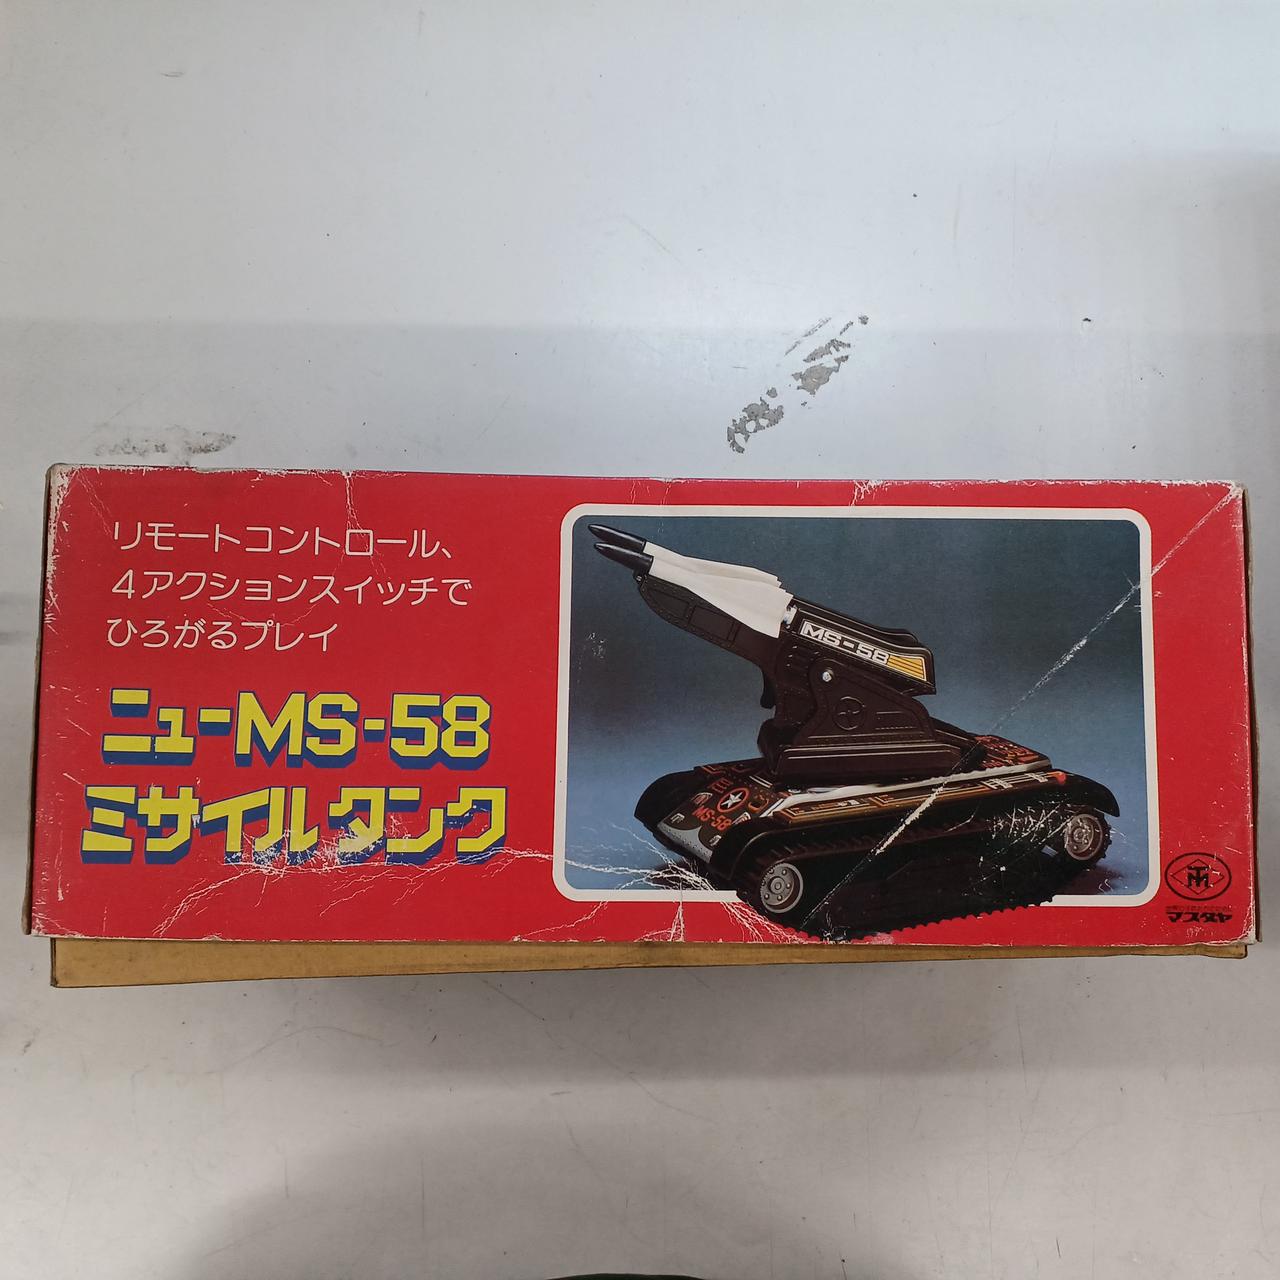 リモートコントロール、
4アクションスイッチで
ひろがるプレイ
ニューMS-58
ミサイルタンク
MS-58
MS-58
TM
マスダヤ